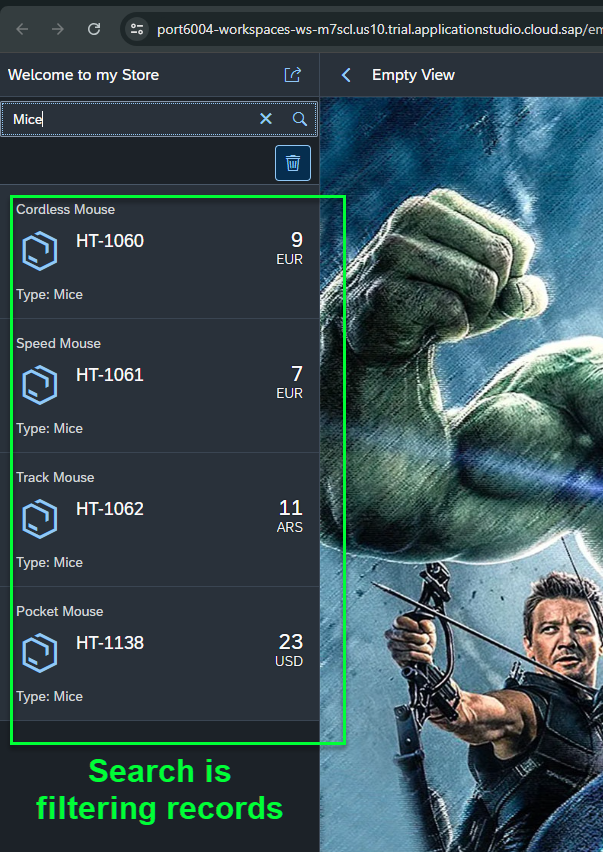 port6004-workspaces-ws-m7scl.us10.trial.applicationstudio.cloud.sap/em
Welcome to my Store
Empty View
Mice
Cordless Mouse
HT-1060
9
EUR
Type: Mice
Speed Mouse
HT-1061
7
EUR
Type: Mice
Track Mouse
HT-1062
11
ARS
Type: Mice
Pocket Mouse
HT-1138
23
USD
Type: Mice
Search is
filtering records